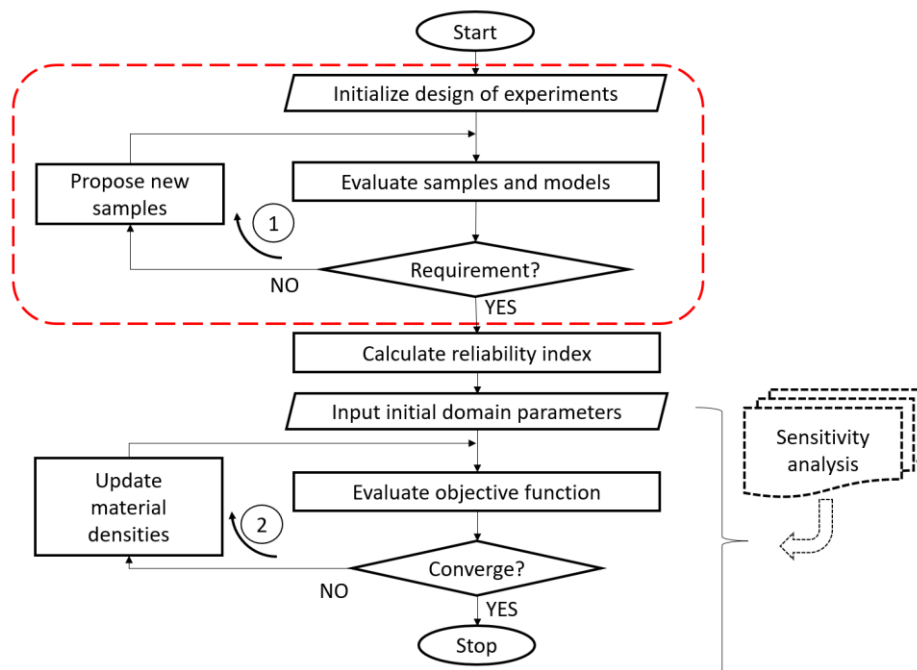 Start
Initialize design of experiments
Propose new
samples
Evaluate samples and models
1
Requirement?
NO
YES
Calculate reliability index
Input initial domain parameters
Sensitivity
analysis
Update
material
densities
Evaluate objective function
2
Converge?
NO
YES
Stop